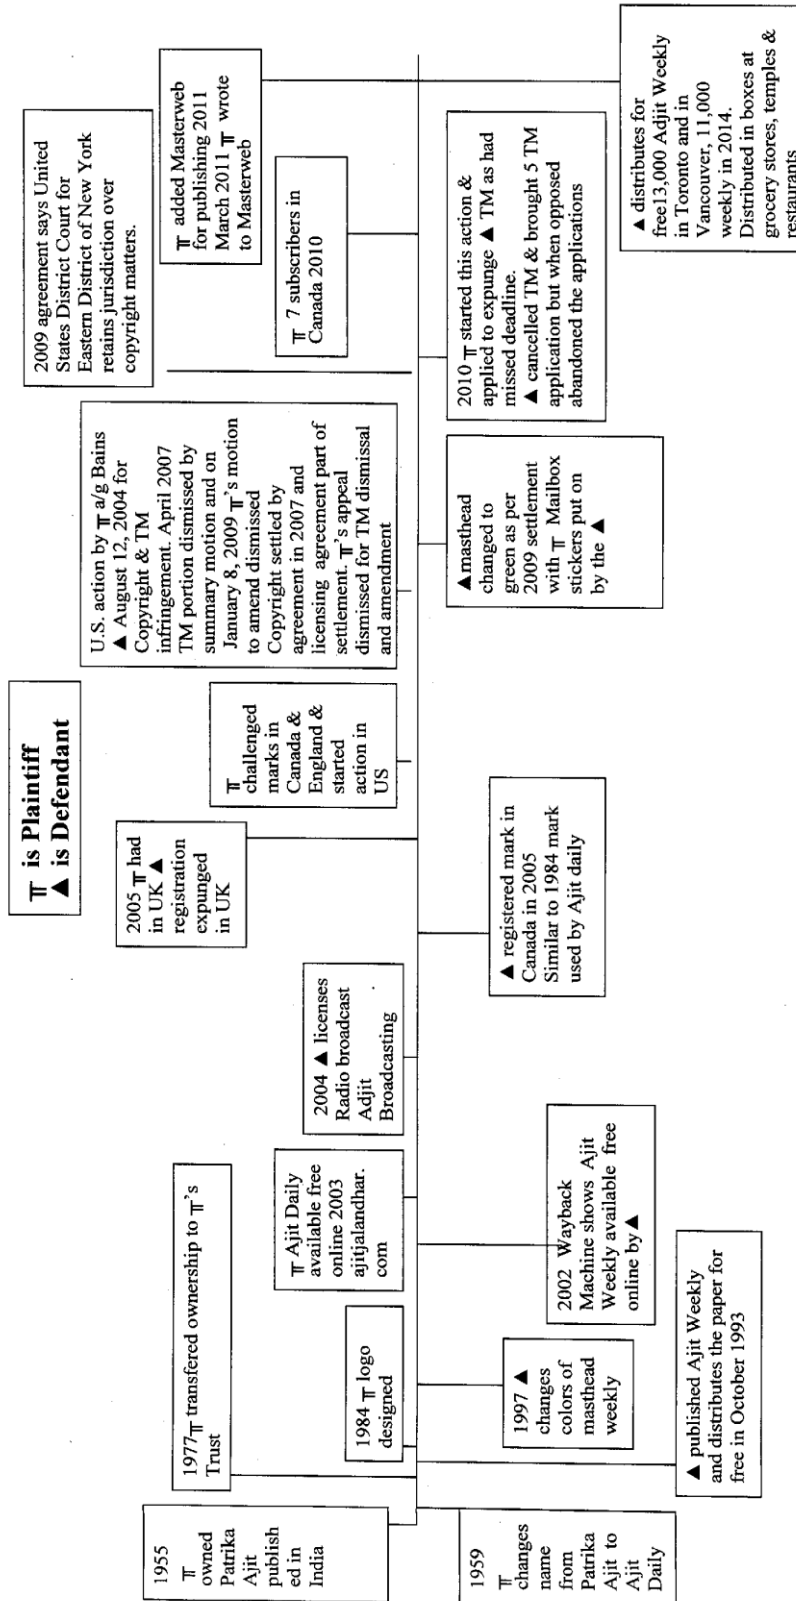 ╥ is Plaintiff
▲ is Defendant
1955
╥
owned
Patrika
Ajit
publish
ed in
India
1977╥ transfered ownership to ╥'s
Trust
1984 ╥ logo
designed
╥ Ajit Daily
available free
online 2003
ajitjalandhar.
com
2004 ▲ licenses
Radio broadcast
Adjit
Broadcasting
2005 ╥ had
in UK ▲
registration
expunged
in UK
╥
challenged
marks in
Canada &
England &
started
action in
US
U.S. action by ╥ a/g Bains
▲ August 12, 2004 for
Copyright & TM
infringement. April 2007
TM portion dismissed by
summary motion and on
January 8, 2009 ╥'s motion
to amend dismissed
Copyright settled by
agreement in 2007 and
licensing agreement part of
settlement. ╥'s appeal
dismissed for TM dismissal
and amendment
2009 agreement says United
States District Court for
Eastern District of New York
retains jurisdiction over
copyright matters.
╥ 7 subscribers in
Canada 2010
╥ added Masterweb
for publishing 2011
March 2011 ╥ wrote
to Masterweb
1959
╥
changes
name
from
Patrika
Ajit to
Ajit
Daily
▲ published Ajit Weekly
and distributes the paper for
free in October 1993
1997 ▲
changes
colors of
masthead
weekly
2002 Wayback
Machine shows Ajit
Weekly available free
online by▲
▲ registered mark in
Canada in 2005
Similar to 1984 mark
used by Ajit daily
▲masthead
changed to
green as per
2009 settlement
with ╥ Mailbox
stickers put on
by the ▲
2010 ╥ started this action &
applied to expunge ▲ TM as had
missed deadline.
▲ cancelled TM & brought 5 TM
application but when opposed
abandoned the applications
▲ distributes for
free13,000 Adjit Weekly
in Toronto and in
Vancouver, 11,000
weekly in 2014.
Distributed in boxes at
grocery stores, temples &
restaurants